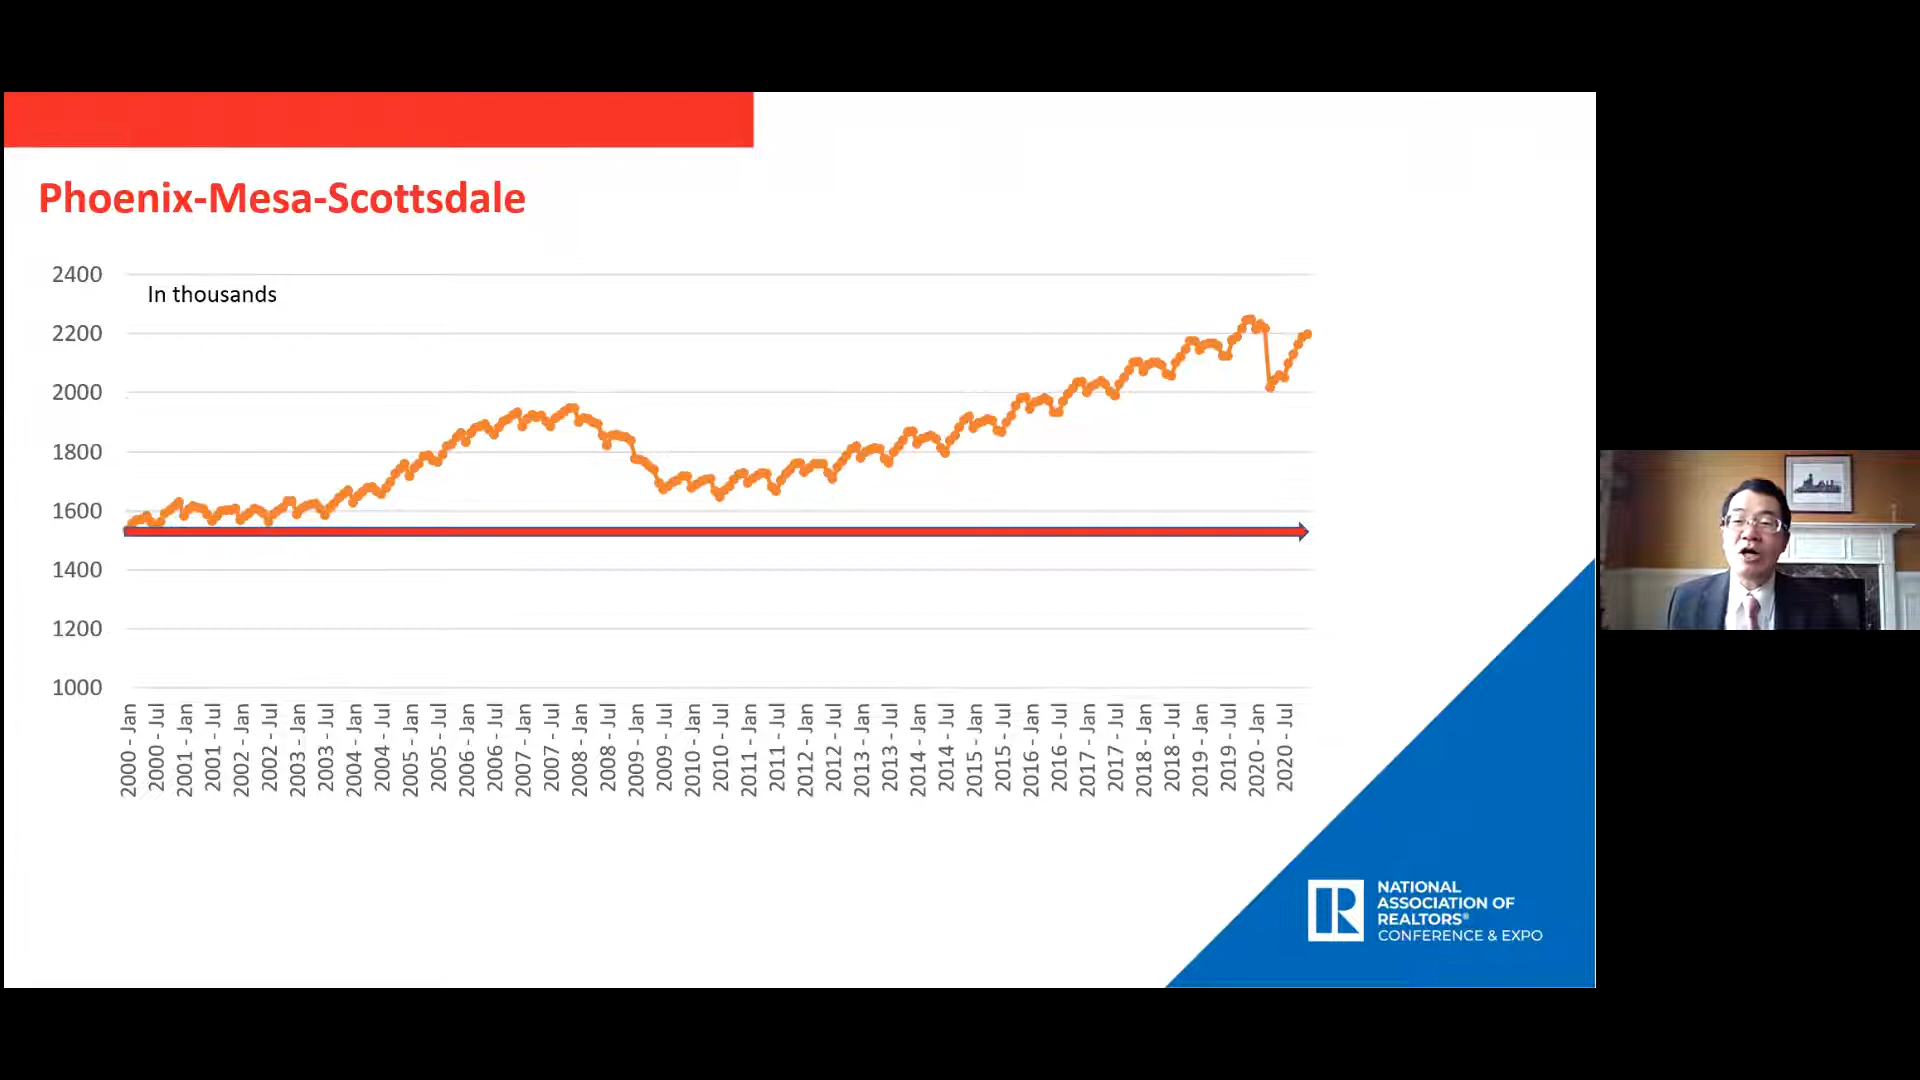 Phoenix-Mesa-Scottsdale
2400
In thousands
2200
2000
1800
1600
1400
1200
1000
2000 - Jan
2000 - Jul
2001 - Jan
2001 - Jul
2002 - Jan
2002 - Jul
2003 - Jan
2003 - Jul
2004 - Jan
2004 - Jul
2005 - Jan
2005 - Jul
2006 - Jan
2006 - Jul
2007 - Jan
2007 - Jul
2008 - Jan
2008 - Jul
2009 - Jan
2009 - Jul
2010 - Jan
2010 - Jul
2011 - Jan
2011 - Jul
2012 - Jan
2012 - Jul
2013 - Jan
2013 - Jul
2014 - Jan
2014 - Jul
2015 - Jan
2015 - Jul
2016 - Jan
2016 - Jul
2017 - Jan
2017 - Jul
2018 - Jan
2018 - Jul
2019 - Jan
2019 - Jul
2020 - Jan
2020 - Jul
R
NATIONAL
ASSOCIATION OF
REALTORS®
CONFERENCE & EXPO